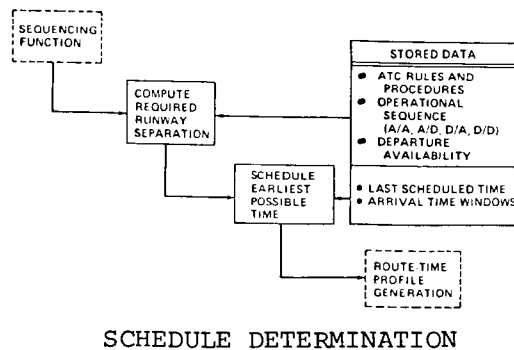 SEQUENCING
FUNCTION
COMPUTE
REQUIRED
RUNWAY
SEPARATION
STORED DATA
● ATC RULES AND
PROCEDURES
● OPERATIONAL
SEQUENCE
(A/A, A/D, D/A, D/D)
● DEPARTURE
AVAILABILITY
SCHEDULE
EARLIEST
POSSIBLE
TIME
● LAST SCHEDULED TIME
● ARRIVAL TIME WINDOWS
ROUTE-TIME
PROFILE
GENERATION
SCHEDULE DETERMINATION